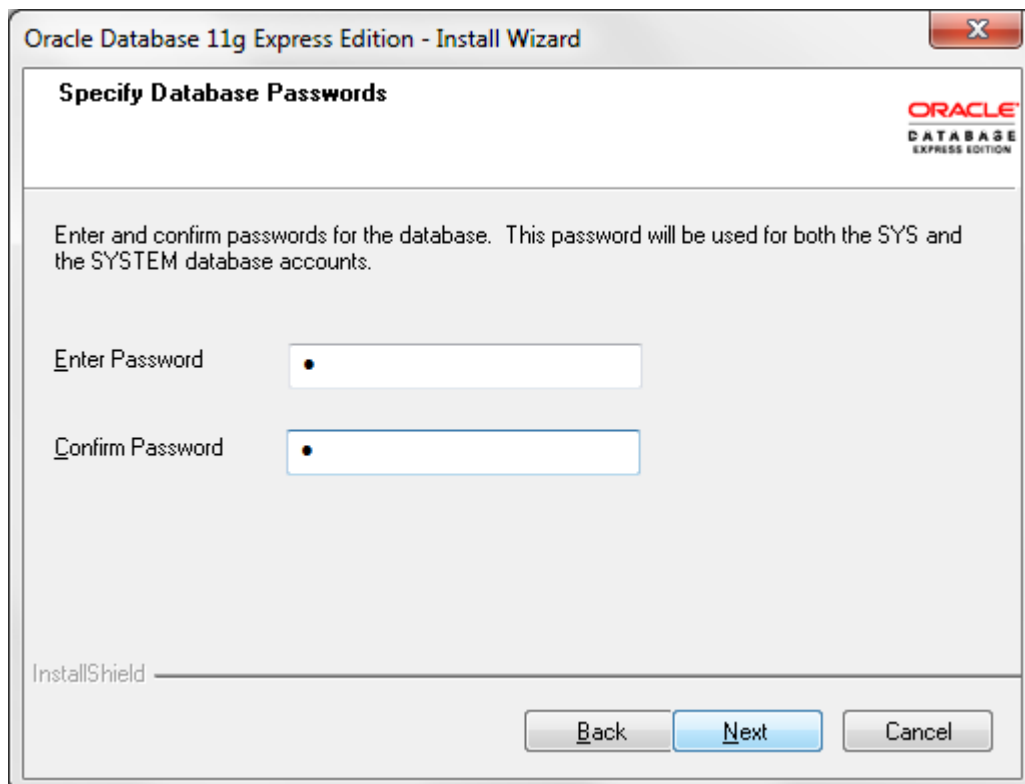 Oracle Database 11g Express Edition - Install Wizard
Specify Database Passwords
ORACLE
DATABASE
EXPRESS EDITION
Enter and confirm passwords for the database.  This password will be used for both the SYS and
the SYSTEM database accounts.
Enter Password
Confirm Password
InstallShield
Back Next Cancel